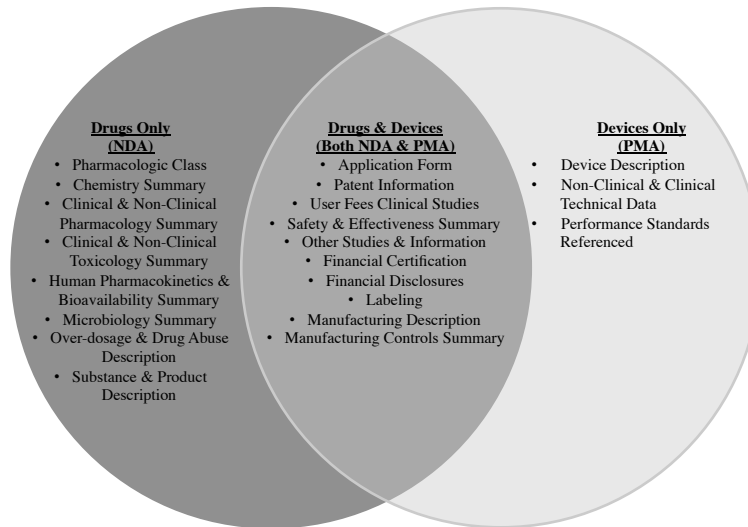 Drugs Only
(NDA)
• Pharmacologic Class
• Chemistry Summary
• Clinical & Non-Clinical
Pharmacology Summary
• Clinical & Non-Clinical
Toxicology Summary
• Human Pharmacokinetics &
Bioavailability Summary
• Microbiology Summary
• Over-dosage & Drug Abuse
Description
• Substance & Product
Description
Drugs & Devices
(Both NDA & PMA)
• Application Form
• Patent Information
• User Fees Clinical Studies
• Safety & Effectiveness Summary
• Other Studies & Information
• Financial Certification
• Financial Disclosures
• Labeling
• Manufacturing Description
• Manufacturing Controls Summary
Devices Only
(PMA)
• Device Description
• Non-Clinical & Clinical
Technical Data
• Performance Standards
Referenced